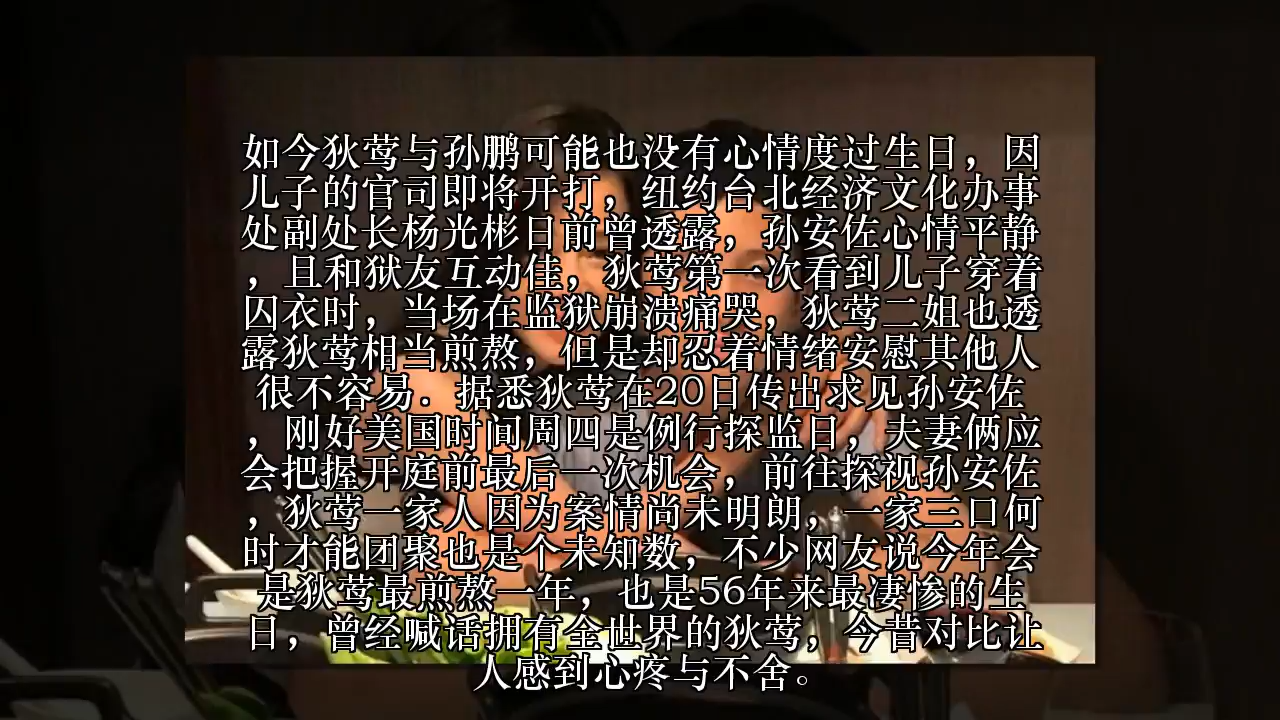 如今狄莺与孙鹏可能也没有心情度过生日，因
儿子的官司即将开打，纽约台北经济文化办事
处副处长杨光彬日前曾透露，孙安佐心情平静
，且和狱友互动佳，狄莺第一次看到儿子穿着
囚衣时，当场在监狱崩溃痛哭，狄莺二姐也透
露狄莺相当煎熬，但是却忍着情绪安慰其他人
很不容易．据悉狄莺在20日传出求见孙安佐
，刚好美国时间周四是例行探监日，夫妻俩应
会把握开庭前最后一次机会，前往探视孙安佐
，狄莺一家人因为案情尚未明朗，一家三口何
时才能团聚也是个未知数，不少网友说今年会
是狄莺最煎熬一年，也是56年来最凄惨的生
日，曾经喊话拥有全世界的狄莺，今昔对比让
人感到心疼与不舍。